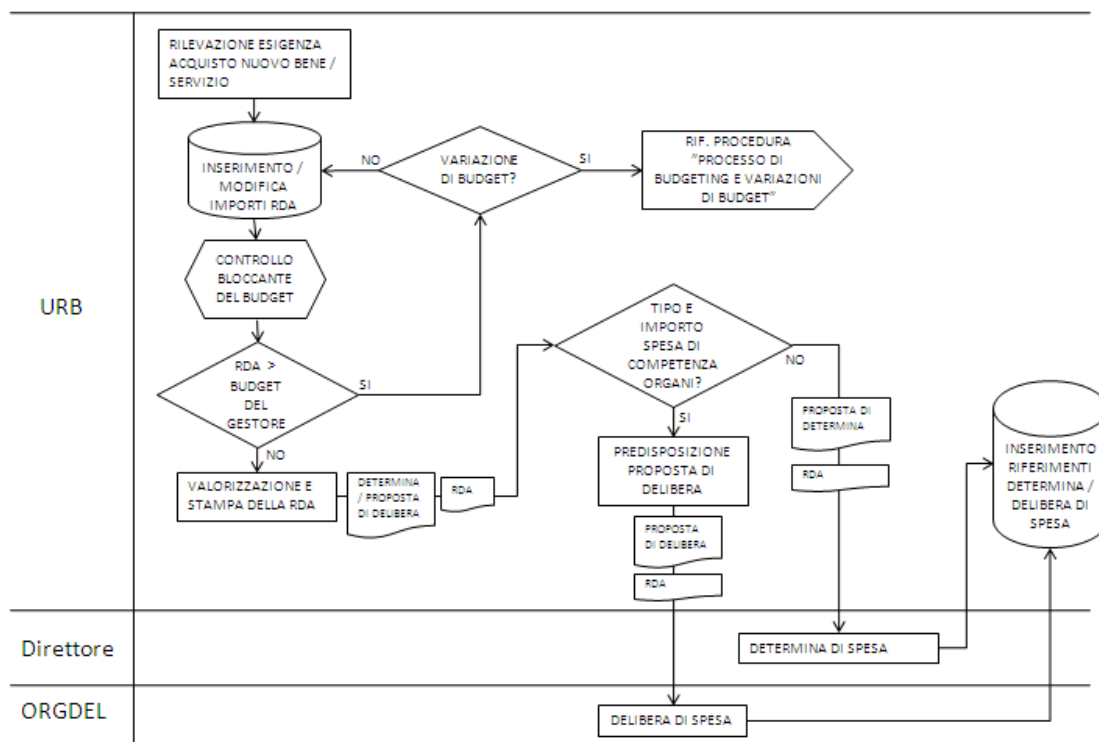 RILEVAZIONE ESIGENZA
ACQUISTO NUOVO BENE /
SERVIZIO
INSERIMENTO /
MODIFICA
IMPORTI RDA
NO
VARIAZIONE
DI BUDGET?
SI
RIF. PROCEDURA
"PROCESSO DI
BUDGETING E VARIAZIONI
DI BUDGET"
CONTROLLO
BLOCCANTE
DEL BUDGET
URB
RDA >
BUDGET
DEL
GESTORE
SI
NO
TIPO E
IMPORTO
SPESA DI
COMPETENZA
ORGANI?
NO
SI
VALORIZZAZIONE E
STAMPA DELLA RDA
DETERMINA
/ PROPOSTA
DI DELIBERA
RDA
PREDISPOSIZIONE
PROPOSTA DI
DELIBERA
PROPOSTA
DI DELIBERA
RDA
PROPOSTA DI
DETERMINA
RDA
INSERIMENTO
RIFERIMENTI
DETERMINA /
DELIBERA DI
SPESA
Direttore
DETERMINA DI SPESA
ORGDEL
DELIBERA DI SPESA